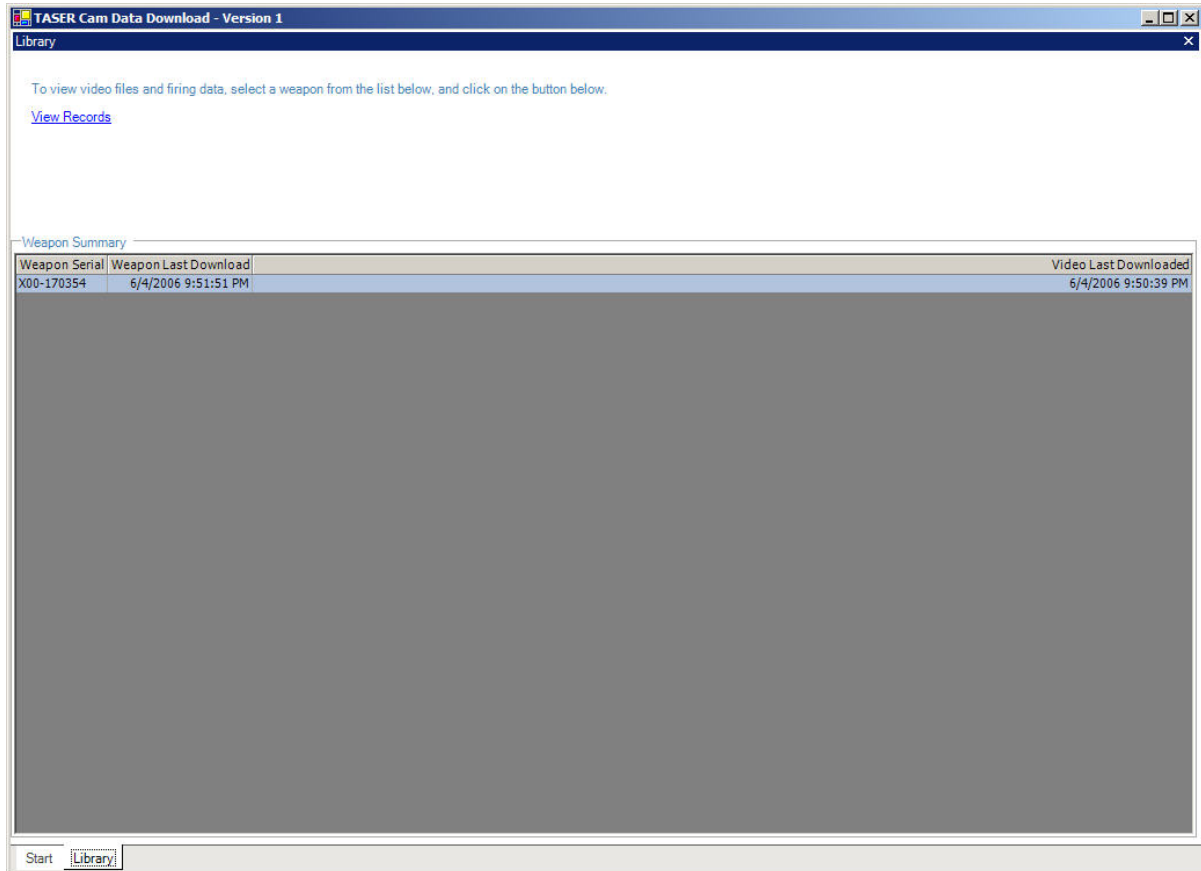 TASER Cam Data Download - Version 1
Library
To view video files and firing data, select a weapon from the list below, and click on the button below.
View Records
Weapon Summary
Weapon Serial Weapon Last Download Video Last Downloaded
X00-170354 6/4/2006 9:51:51 PM 6/4/2006 9:50:39 PM
Start Library